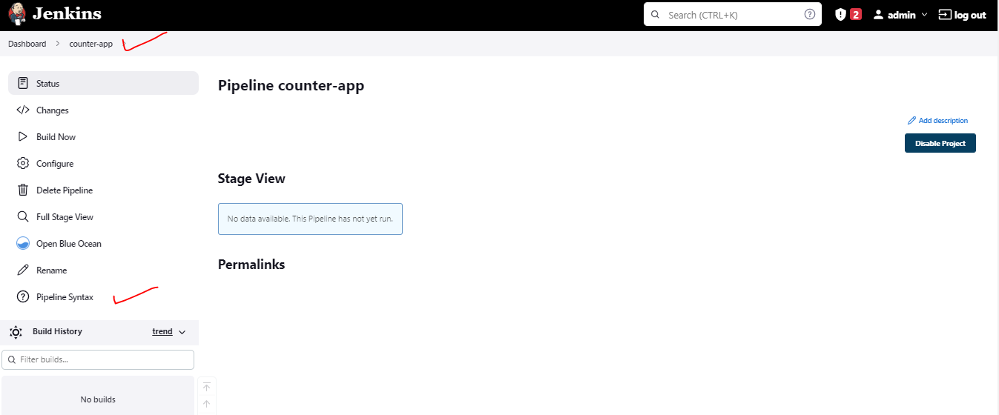 Jenkins
Search (CTRL+K)
2
admin
log out
Dashboard > counter-app
Status
Changes
Build Now
Configure
Delete Pipeline
Full Stage View
Open Blue Ocean
Rename
Pipeline Syntax
Build History
trend
Filter builds...
No builds
Pipeline counter-app
Add description
Disable Project
Stage View
No data available. This Pipeline has not yet run.
Permalinks